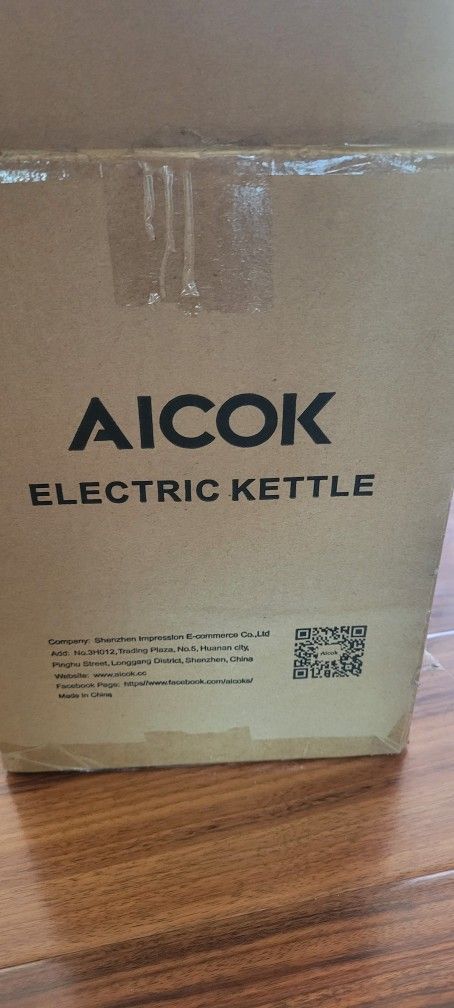 AICOK
ELECTRIC KETTLE
Company: Shenzhen Impression E-commerce Co.,Ltd
Add: No.3H012,Trading Plaza, No.5, Huanan city,
Pinghu Street, Longgang District, Shenzhen, China
Website: www.aicok.cc
Facebook Page: https//www.facebook.com/aicoks/
Made In China
Aicok